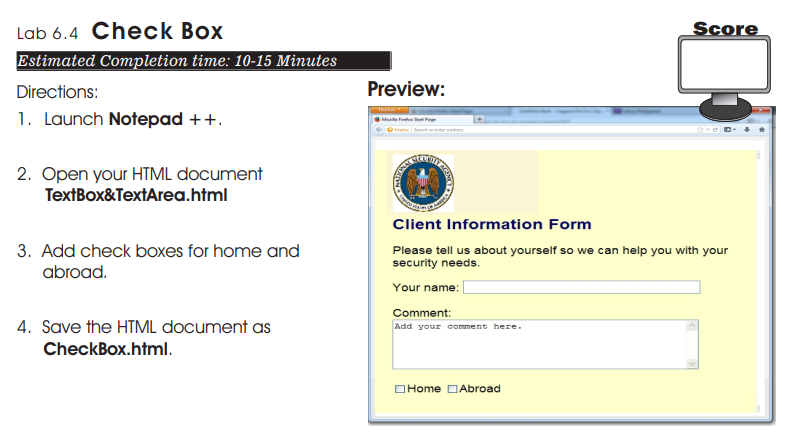 Lab 6.4 Check Box
Score
Estimated Completion time: 10-15 Minutes
Directions:
1. Launch Notepad ++.
2. Open your HTML document
TextBox&TextArea.html
3. Add check boxes for home and
abroad.
4. Save the HTML document as
CheckBox.html.
Preview:
Mozilla Firefox Start Page
Search or enter address
NATIONAL SECURITY AGENCY
UNITED STATES OF AMERICA
Client Information Form
Please tell us about yourself so we can help you with your
security needs.
Your name:
Comment:
Add your comment here.
Home Abroad